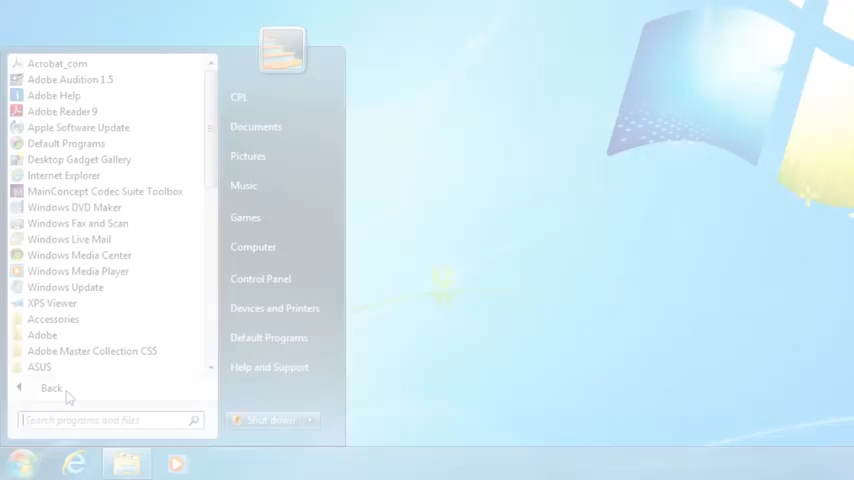 Acrobat_com
Adobe Audition 1.5
Adobe Help
Adobe Reader 9
Apple Software Update
Default Programs
Desktop Gadget Gallery
Internet Explorer
MainConcept Codec Suite Toolbox
Windows DVD Maker
Windows Fax and Scan
Windows Live Mail
Windows Media Center
Windows Media Player
Windows Update
XPS Viewer
Accessories
Adobe
Adobe Master Collection CS5
ASUS
Back
Search programs and files
CPL
Documents
Pictures
Music
Games
Computer
Control Panel
Devices and Printers
Default Programs
Help and Support
Shut down